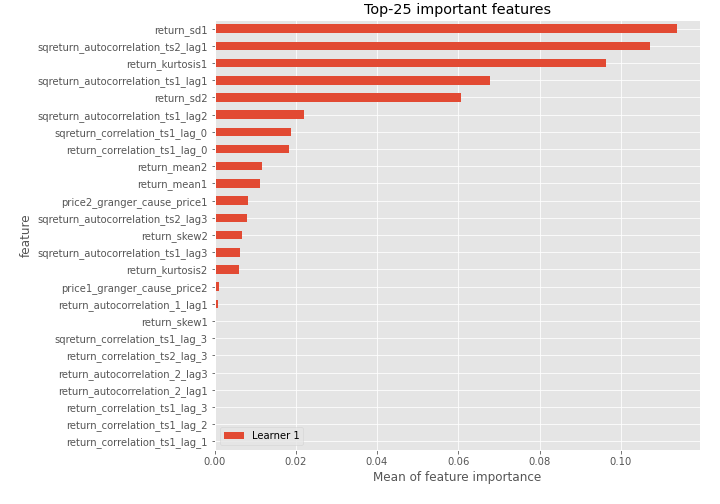 Top-25 important features
return_sd1
sqreturn_autocorrelation_ts2_lag1
return_kurtosis1
sqreturn_autocorrelation_ts1_lag1
return_sd2
sqreturn_autocorrelation_ts1_lag2
sqreturn_correlation_ts1_lag_0
return_correlation_ts1_lag_0
return_mean2
return_mean1
price2_granger_cause_price1
sqreturn_autocorrelation_ts2_lag3
return_skew2
sqreturn_autocorrelation_ts1_lag3
return_kurtosis2
price1_granger_cause_price2
return_autocorrelation_1_lag1
return_skew1
sqreturn_correlation_ts1_lag_3
return_correlation_ts2_lag_3
return_autocorrelation_2_lag3
return_autocorrelation_2_lag1
return_correlation_ts1_lag_3
return_correlation_ts1_lag_2
return_correlation_ts1_lag_1
feature
Learner 1
0.00 0.02 0.04 0.06 0.08 0.10
Mean of feature importance